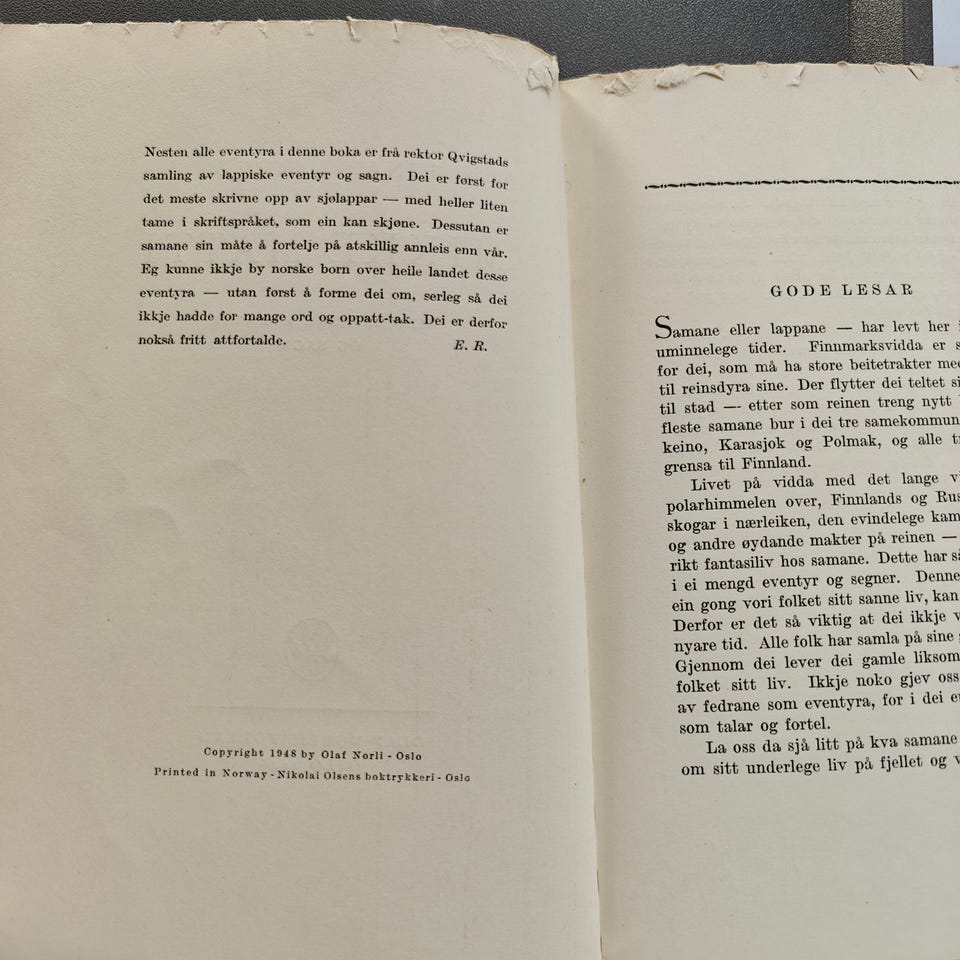 Nesten alle eventyra i denne boka er frå rektor Qvigstads
samling av lappiske eventyr og sagn. Dei er først for
det meste skrivne opp av sjølappar — med heller liten
tame i skriftspråket, som ein kan skjøne. Dessutan er
samane sin måte å fortelje på atskillig annleis enn vår.
Eg kunne ikkje by norske born over heile landet desse
eventyra — utan først å forme dei om, serleg så dei
ikkje hadde for mange ord og oppatt-tak. Dei er derfor
nokså fritt attfortalde.
E. R.
Copyright 1948 by Olaf Norli - Oslo
Printed in Norway - Nikolai Olsens boktrykkeri - Oslo
GODE LESAR
Samane eller lappane — har levt her i
uminnelege tider. Finnmarksvidda er s
for dei, som må ha store beitetrakter med
til reinsdyra sine. Der flytter dei teltet si
til stad — etter som reinen treng nytt
fleste samane bur i dei tre samekommun
keino, Karasjok og Polmak, og alle t
grensa til Finnland.
Livet på vidda med det lange vi
polarhimmelen over, Finnlands og Rus
skogar i nærleiken, den evindelege kam
og andre øydande makter på reinen —
rikt fantasiliv hos samane. Dette har s
i ei mengd eventyr og segner. Denne
ein gong vori folket sitt sanne liv, kan
Derfor er det så viktig at dei ikkje v
nyare tid. Alle folk har samla på sine
Gjennom dei lever dei gamle liksom
folket sitt liv. Ikkje noko gjev oss
av fedrane som eventyra, for i dei e
som talar og fortel.
La oss da sjå litt på kva samane
om sitt underlege liv på fjellet og v